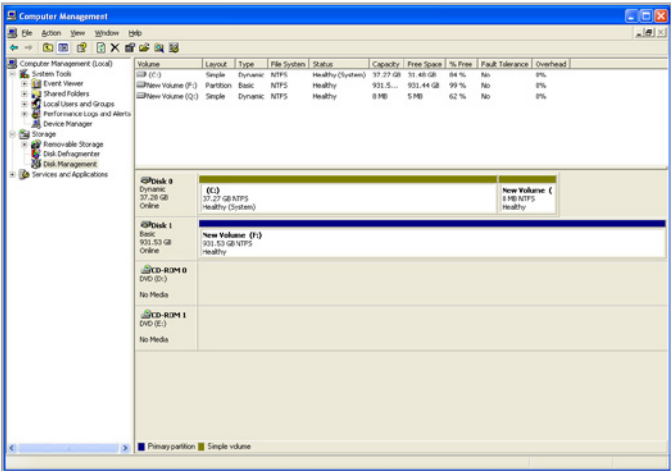 Computer Management
File Action View Window Help
Computer Management (Local)
System Tools
Event Viewer
Shared Folders
Local Users and Groups
Performance Logs and Alerts
Device Manager
Storage
Removable Storage
Disk Defragmenter
Disk Management
Services and Applications
Volume Layout Type File System Status Capacity Free Space % Free Fault Tolerance Overhead
(C:) Simple Dynamic NTFS Healthy (System) 37.27 GB 31.48 GB 84 % No 0%
New Volume (F:) Partition Basic NTFS Healthy 931.5... 931.44 GB 99 % No 0%
New Volume (Q:) Simple Dynamic NTFS Healthy 8 MB 5 MB 62 % No 0%
Disk 0
Dynamic
37.28 GB
Online
(C:)
37.27 GB NTFS
Healthy (System)
New Volume (
8 MB NTFS
Healthy
Disk 1
Basic
931.53 GB
Online
New Volume (F:)
931.53 GB NTFS
Healthy
CD-ROM 0
DVD (D:)
No Media
CD-ROM 1
DVD (E:)
No Media
Primary partition Simple volume